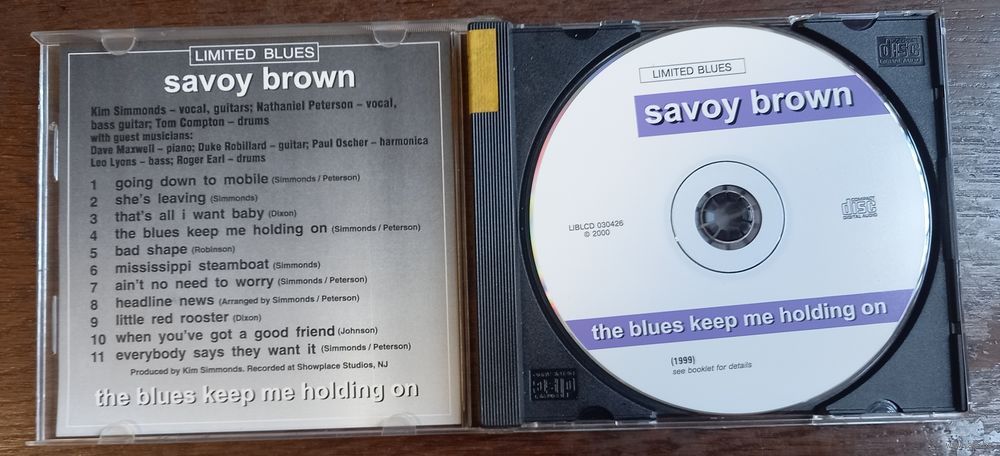 LIMITED BLUES
savoy brown
Kim Simmonds – vocal, guitars; Nathaniel Peterson – vocal,
bass guitar; Tom Compton – drums
with guest musicians:
Dave Maxwell – piano; Duke Robillard – guitar; Paul Oscher – harmonica
Leo Lyons – bass; Roger Earl – drums
1 going down to mobile (Simmonds / Peterson)
2 she's leaving (Simmonds)
3 that's all i want baby (Dixon)
4 the blues keep me holding on (Simmonds / Peterson)
5 bad shape (Robinson)
6 mississippi steamboat (Simmonds)
7 ain't no need to worry (Simmonds / Peterson)
8 headline news (Arranged by Simmonds / Peterson)
9 little red rooster (Dixon)
10 when you've got a good friend (Johnson)
11 everybody says they want it (Simmonds / Peterson)
Produced by Kim Simmonds. Recorded at Showplace Studios, NJ
the blues keep me holding on
LIMITED BLUES
savoy brown
LIBLCD 030426
© 2000
COMPACT
disc
DIGITAL AUDIO
the blues keep me holding on
(1999)
see booklet for details
COMPACT
disc
DIGITAL AUDIO